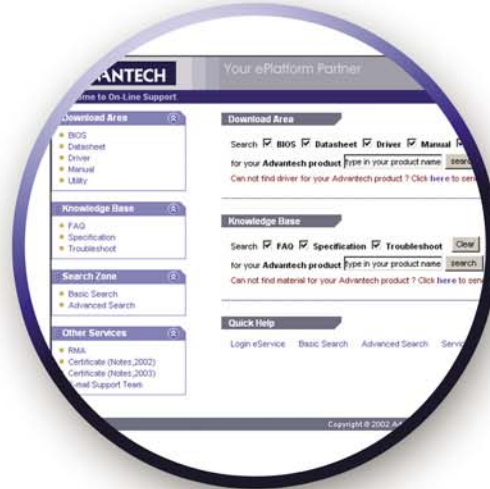 ANTECH
Your ePlatform Partner
to On-Line Support
Download Area
BIOS
Datasheet
Driver
Manual
Utility
Knowledge Base
FAQ
Specification
Troubleshoot
Search Zone
Basic Search
Advanced Search
Other Services
RMA
Certificate (Notes,2002)
Certificate (Notes,2003)
E-mail Support Team
Download Area
Search BIOS Datasheet Driver Manual
for your Advantech product type in your product name
Can not find driver for your Advantech product ? Click here to
Knowledge Base
Search FAQ Specification Troubleshoot Clear
for your Advantech product type in your product name search
Can not find material for your Advantech product ? Click here to
Quick Help
Login eService Basic Search Advanced Search
Copyright © 2002